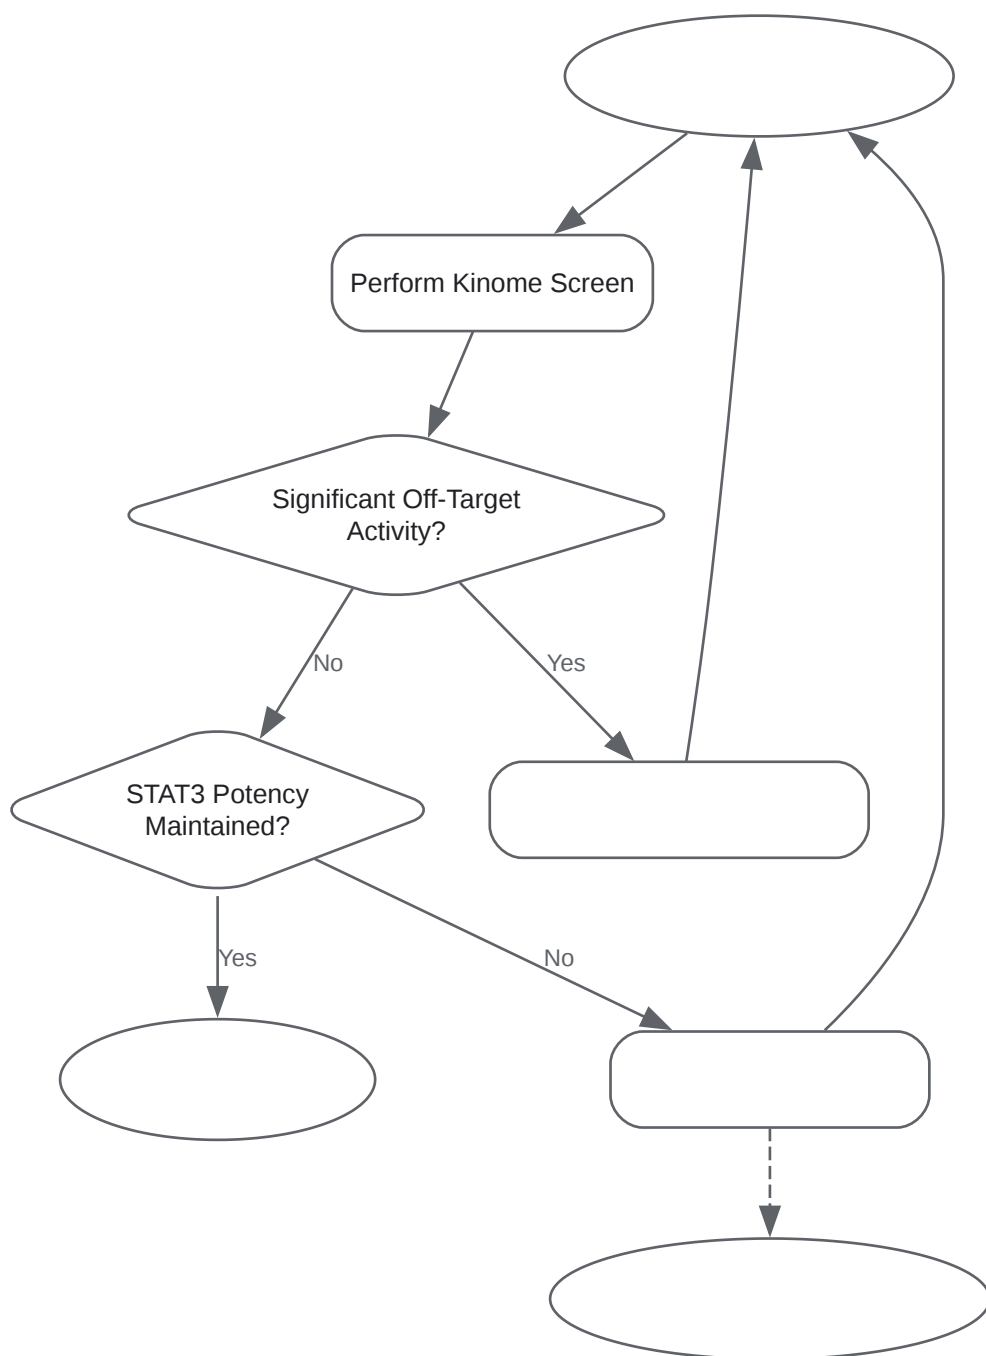 Perform Kinome Screen
Significant Off-Target
Activity?
No
Yes
STAT3 Potency
Maintained?
Yes
No